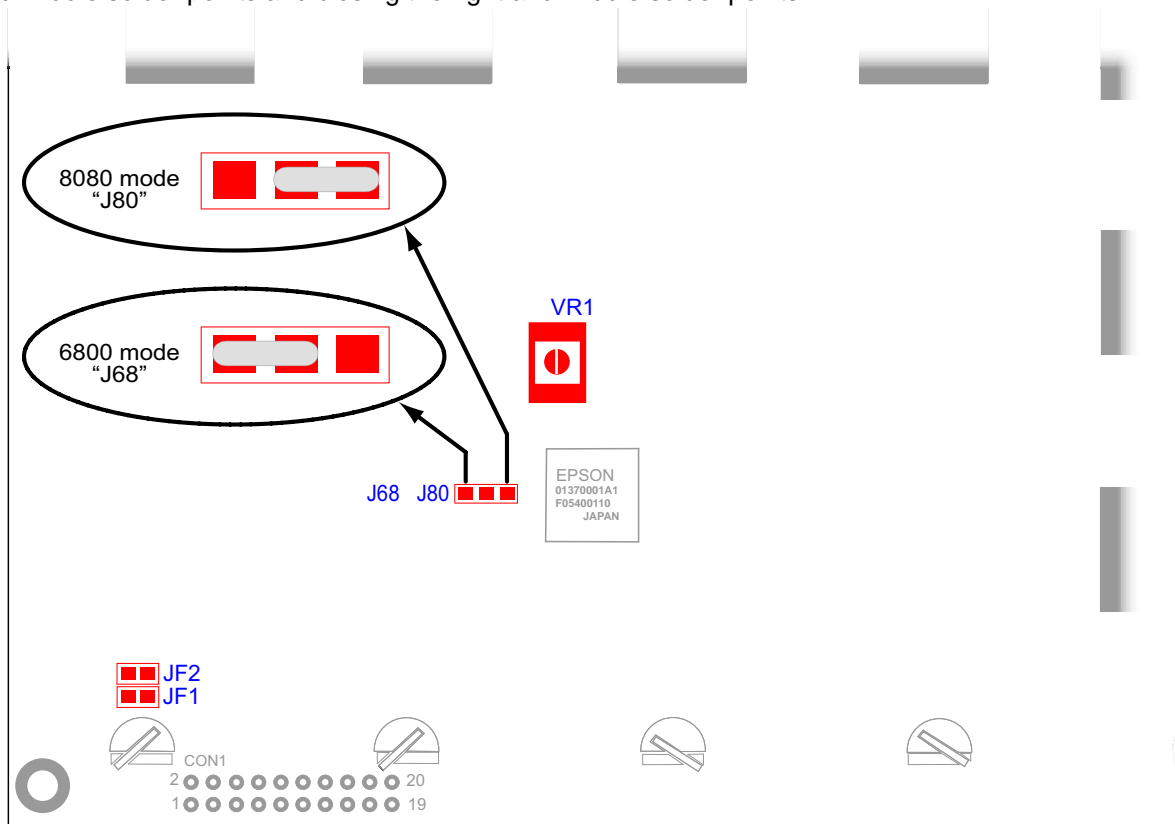 8080 mode
“J80”
VR1
6800 mode
“J68”
EPSON
01370001A1
F05400110
JAPAN
J68 J80
JF2
JF1
CON1
2 20
1 19